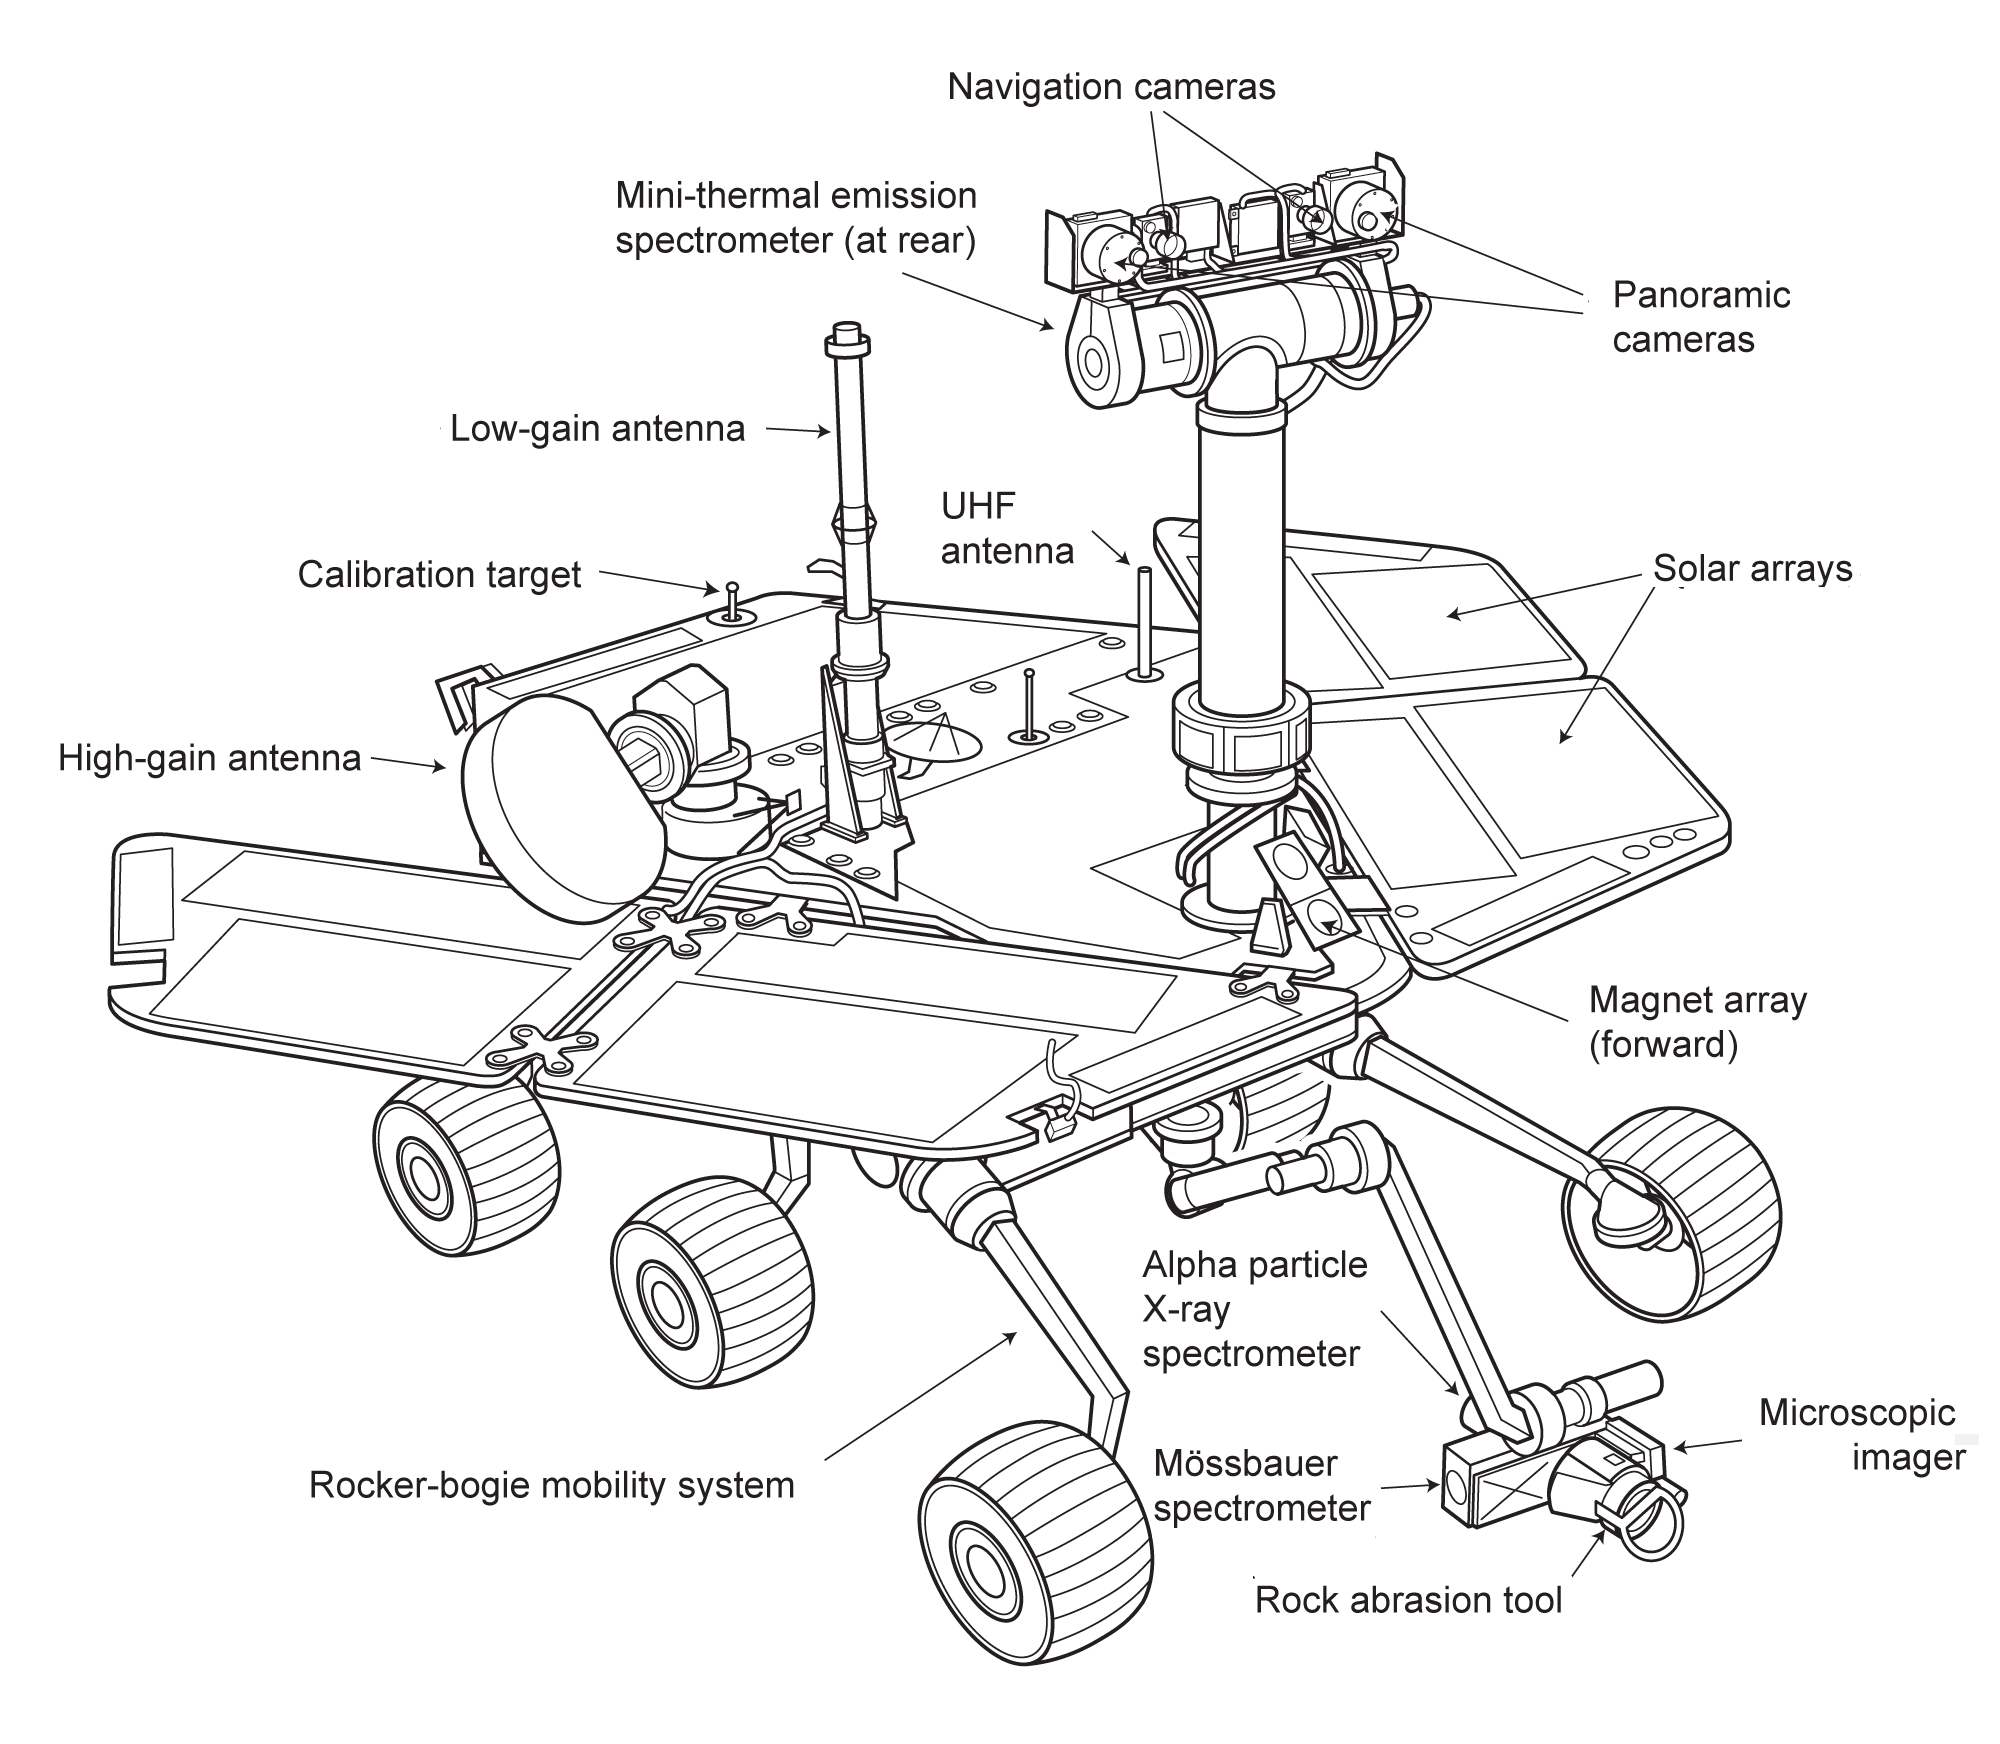 Navigation cameras
Mini-thermal emission
spectrometer (at rear)
Panoramic
cameras
Low-gain antenna
UHF
antenna
Calibration target
Solar arrays
High-gain antenna
Magnet array
(forward)
Alpha particle
X-ray
spectrometer
Microscopic
imager
Mössbauer
spectrometer
Rocker-bogie mobility system
Rock abrasion tool